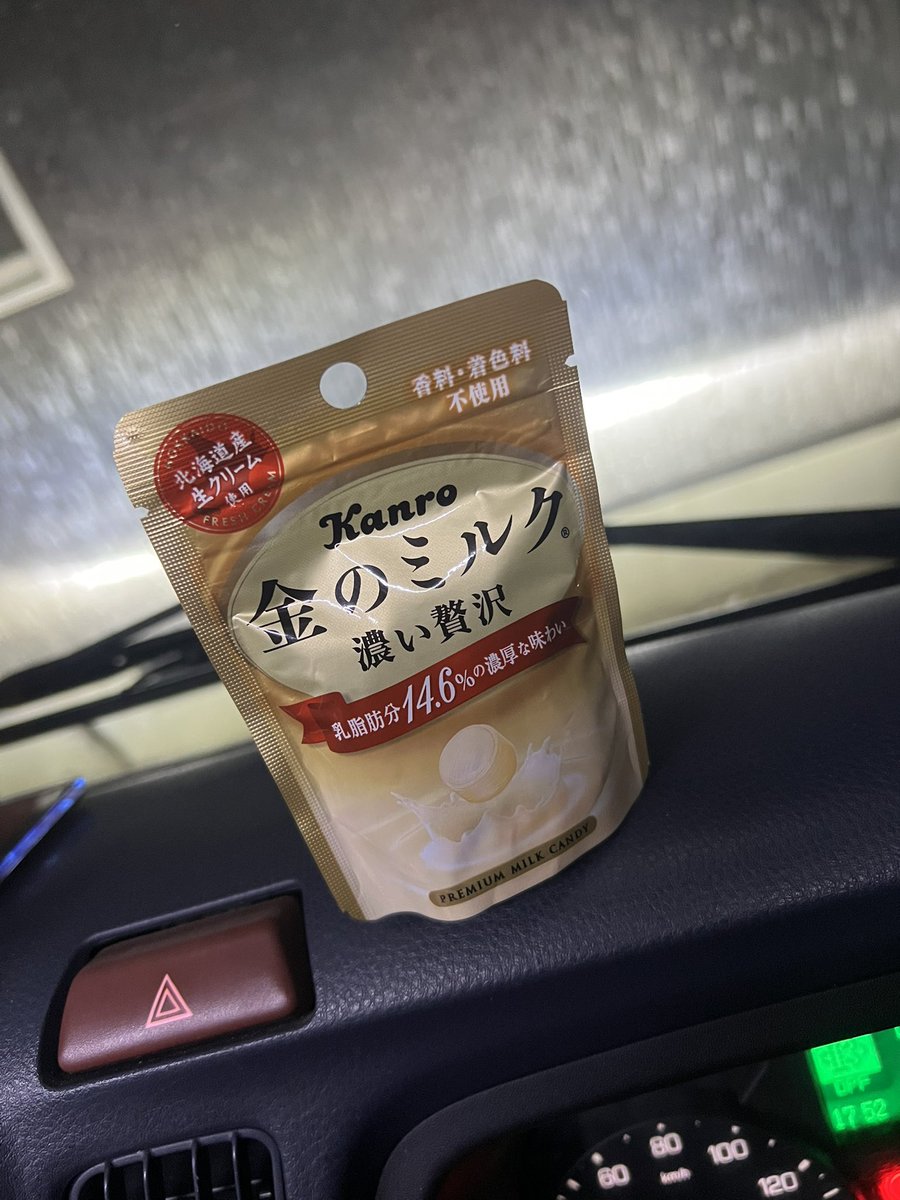 香料・着色料
不使用
北海道産
生クリーム
使用
FRESH CREAM
Kanro
金のミルク®
濃い贅沢
乳脂肪分14.6%の濃厚な味わい
PREMIUM MILK CANDY
OFF
17:52
60
80
100
120
km/h